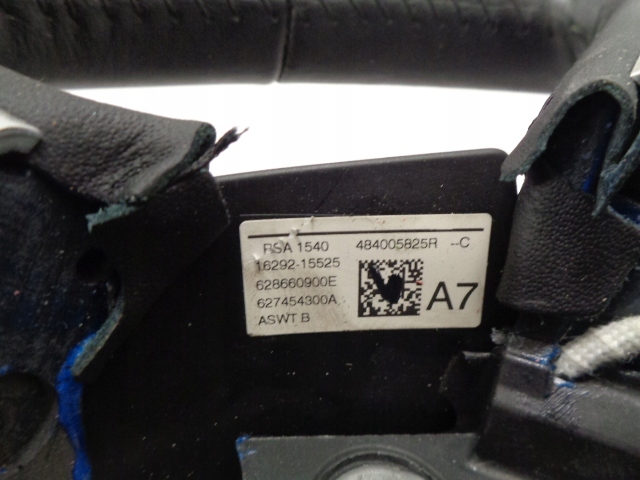 RSA 1540 484005825R --C
16292-15525
628660900E
627454300A
ASWT B
A7